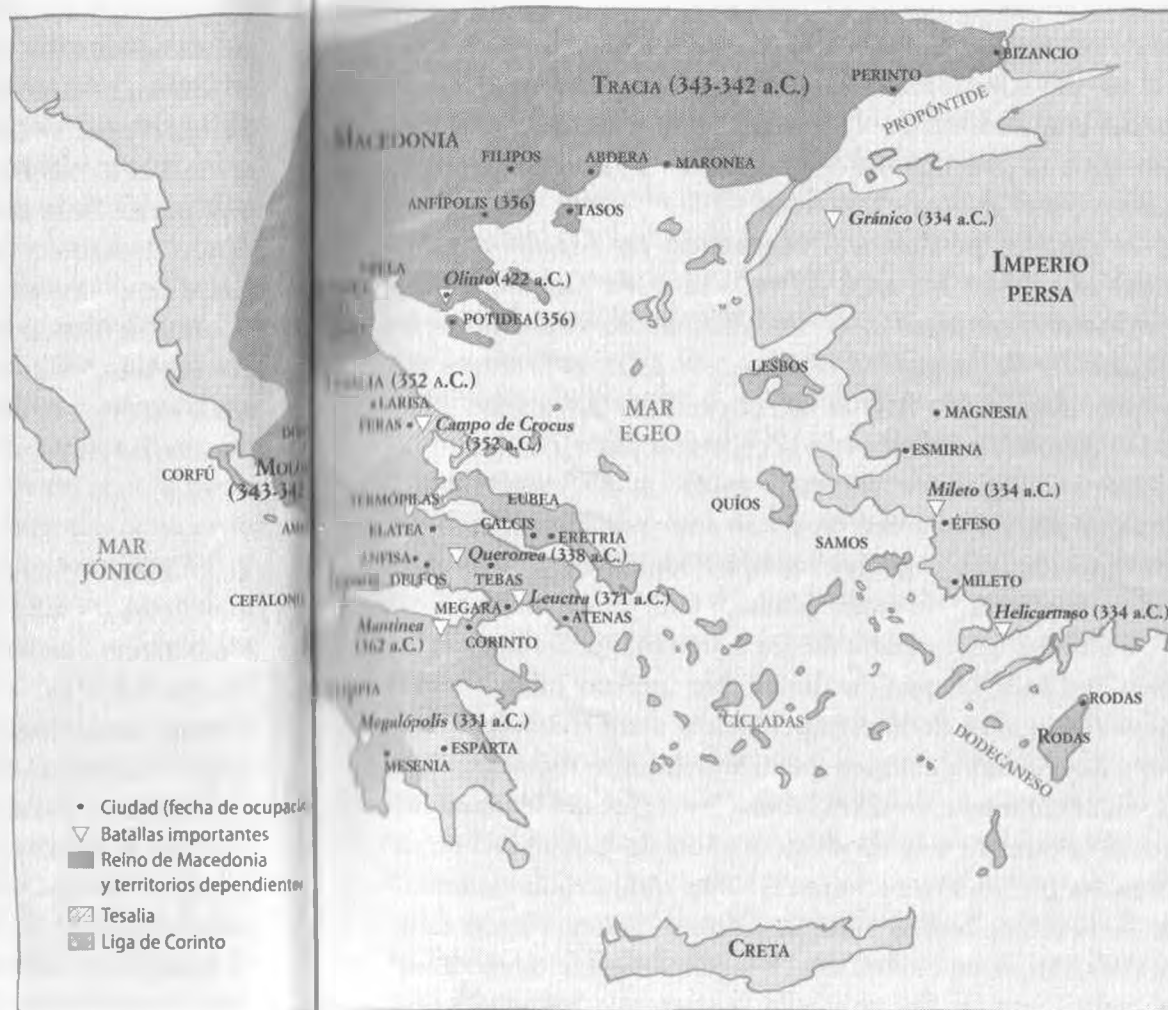 BIZANCIO
PERINTO
TRACIA (343-342 a.C.)
PROPÓNTIDE
MACEDONIA
FILIPOS
ABDERA
MARONEA
ANFÍPOLIS (356)
TASOS
Gránico (334 a.C.)
IMPERIO
PERSA
Olinto (422 a.C.)
POTIDEA (356)
(352 A.C.)
LARISA
FERAS
Campo de Crocus
(352 a.C.)
LESBOS
MAR
EGEO
MAGNESIA
ESMIRNA
CORFÚ
(343-342
TERMÓPILAS
EUBEA
QUÍOS
Mileto (334 a.C.)
ELATEA
CALCIS
ERETRIA
ÉFESO
MAR
JÓNICO
Queronea (338 a.C.)
SAMOS
DELFOS
TEBAS
MILETO
CEFALONI
Leuctra (371 a.C.)
MEGARA
ATENAS
Helicarnaso (334 a.C.)
Mantinea
(362 a.C.)
CORINTO
CÍCLADAS
RODAS
RODAS
DODECANESO
Megalópolis (331 a.C.)
ESPARTA
MESENIA
Ciudad (fecha de ocupació
Batallas importantes
Reino de Macedonia
y territorios dependiente
Tesalia
Liga de Corinto
CRETA